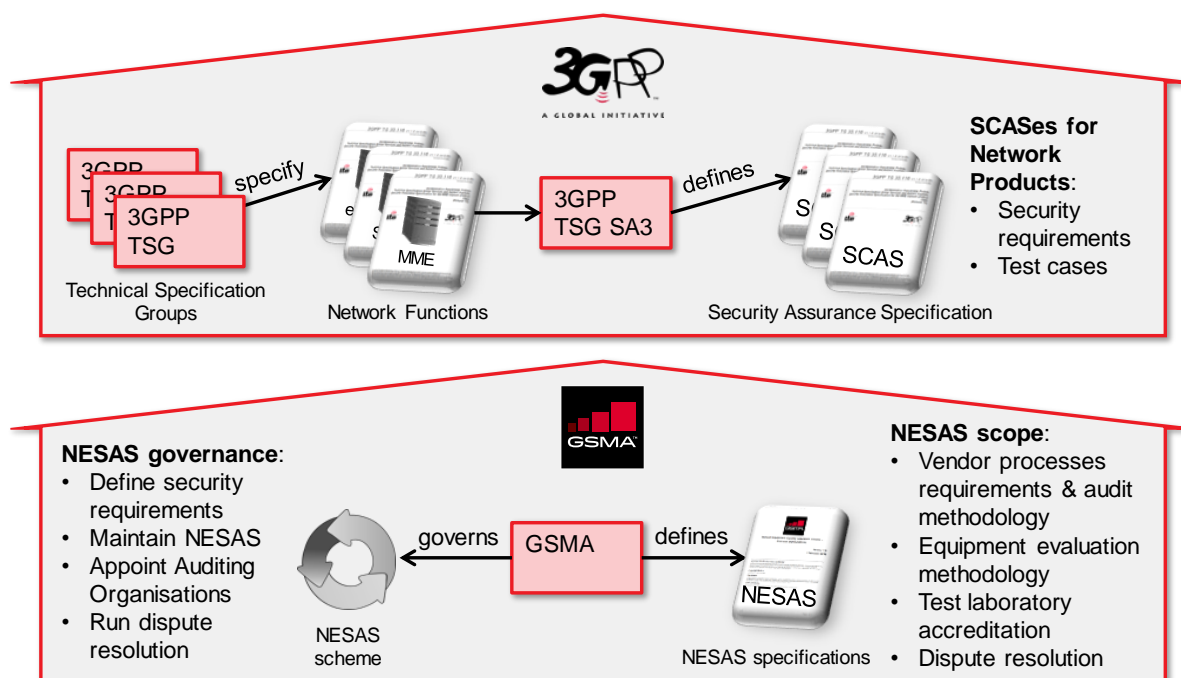 3GPP
A GLOBAL INITIATIVE
3GPP
3GPP
3GPP
TSG
specify
MME
3GPP
TSG SA3
defines
SCAS
SCASes for
Network
Products:
• Security
requirements
• Test cases
Technical Specification
Groups
Network Functions
Security Assurance Specification
GSMA
NESAS governance:
• Define security
requirements
• Maintain NESAS
• Appoint Auditing
Organisations
• Run dispute
resolution
NESAS
scheme
governs
GSMA
defines
NESAS
NESAS specifications
NESAS scope:
• Vendor processes
requirements & audit
methodology
• Equipment evaluation
methodology
• Test laboratory
accreditation
• Dispute resolution